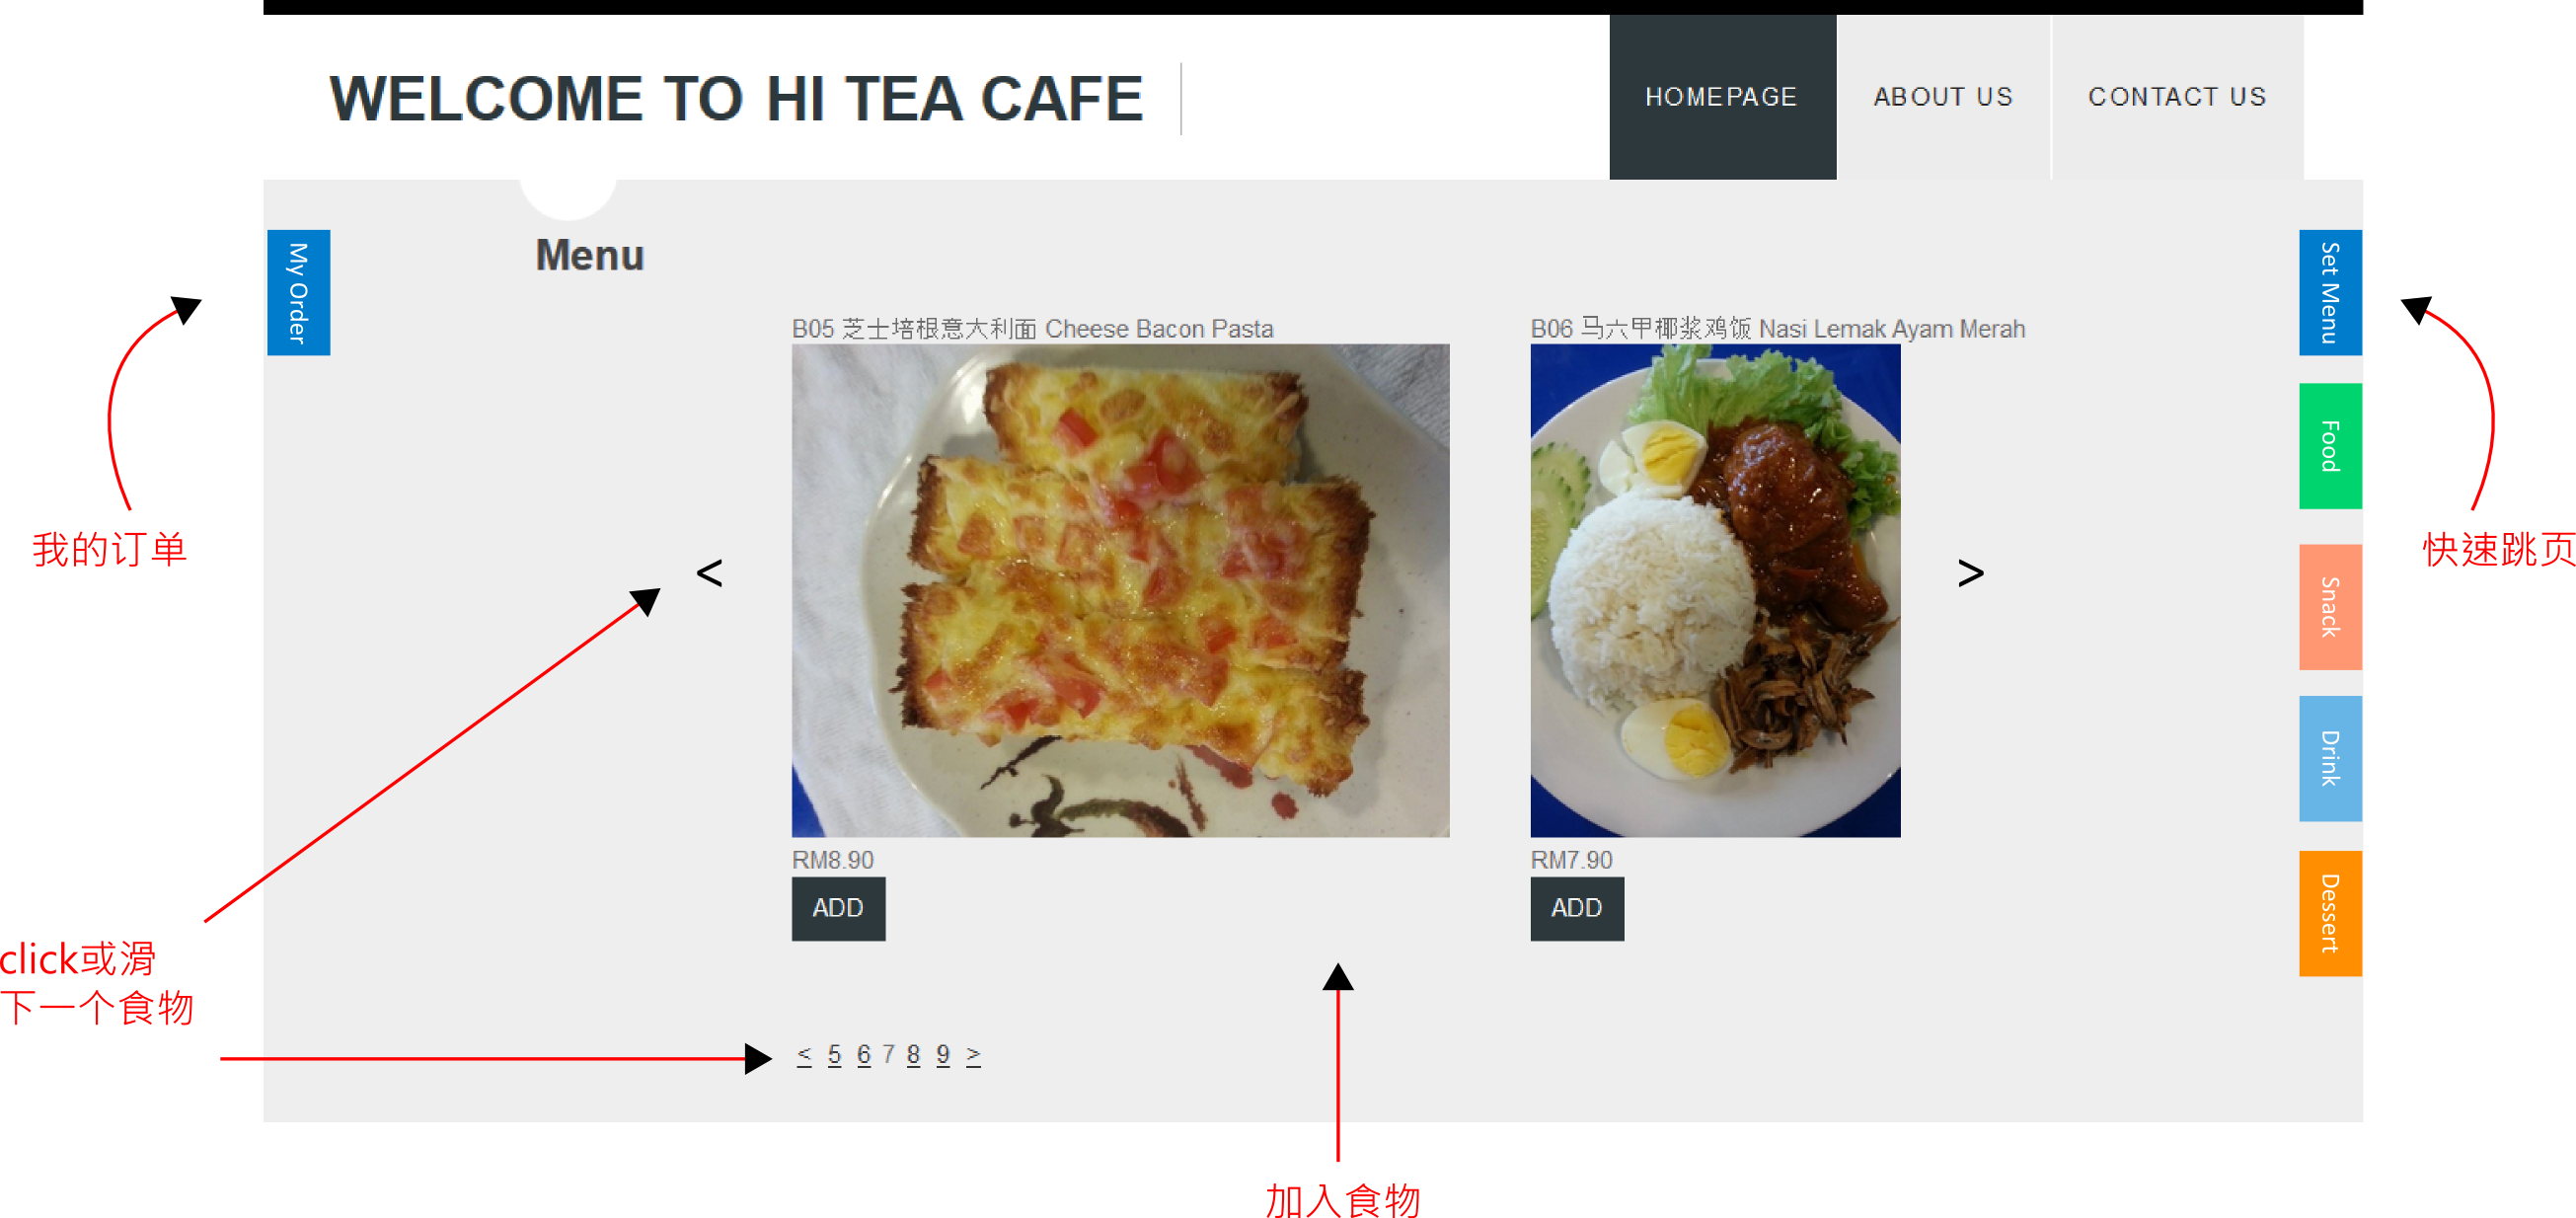 WELCOME TO HI TEA CAFE
HOMEPAGE
ABOUT US
CONTACT US
My Order
Menu
Set Menu
Food
Snack
Drink
Dessert
B05 芝士培根意大利面 Cheese Bacon Pasta
B06 马六甲椰浆鸡饭 Nasi Lemak Ayam Merah
我的订单
快速跳页
<
>
RM8.90
RM7.90
ADD
ADD
click或滑
下一个食物
< 5 6 7 8 9 >
加入食物